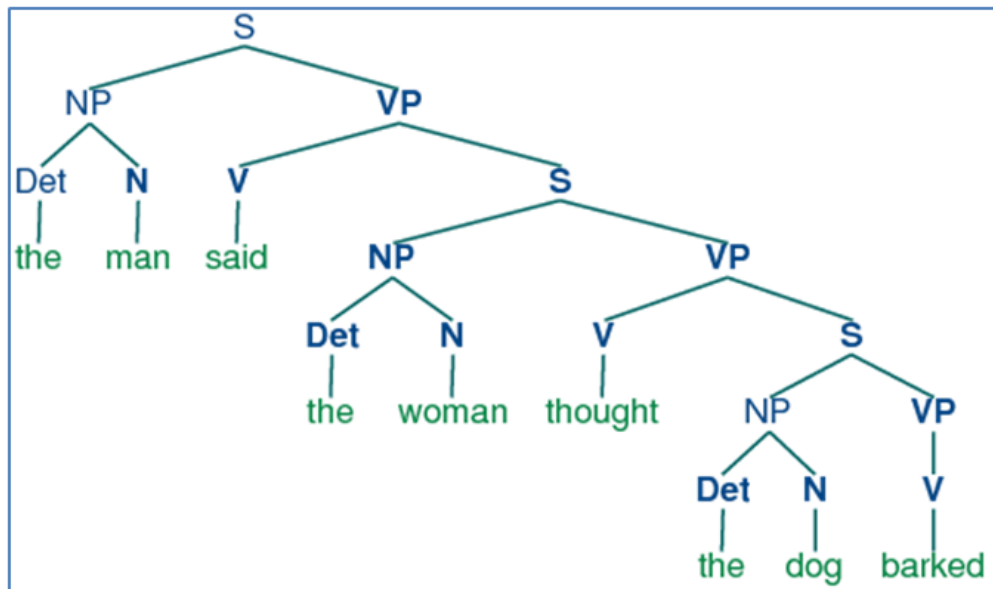 S
NP VP
Det N V S
the man said NP VP
Det N V S
the woman thought NP VP
Det N V
the dog barked